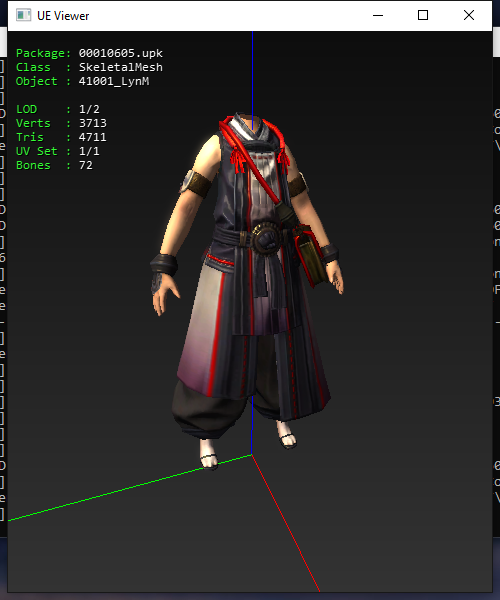 UE Viewer
Package: 00010605.upk
Class : SkeletalMesh
Object : 41001_LynM
LOD : 1/2
Verts : 3713
Tris : 4711
UV Set : 1/1
Bones : 72